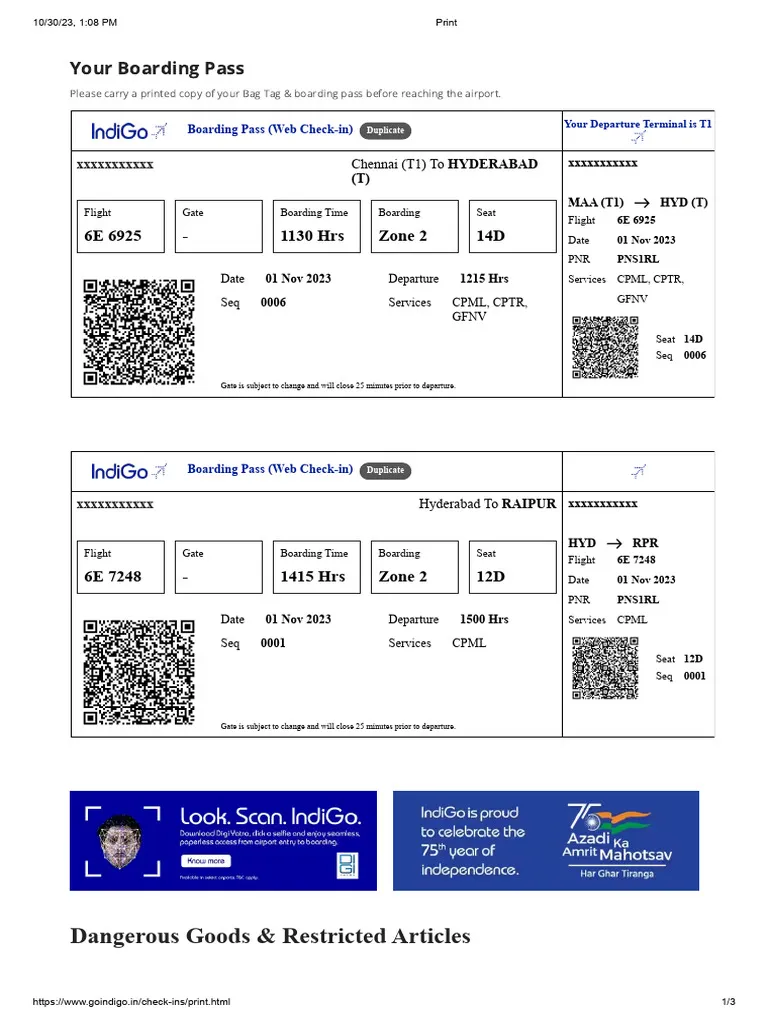 10/30/23, 1:08 PM Print
Your Boarding Pass
Please carry a printed copy of your Bag Tag & boarding pass before reaching the airport.
IndiGo Boarding Pass (Web Check-in) Duplicate
Your Departure Terminal is T1
xxxxxxxxxxx Chennai (T1) To HYDERABAD
(T)
Flight Gate Boarding Time Boarding Seat
6E 6925 - 1130 Hrs Zone 2 14D
Date 01 Nov 2023 Departure 1215 Hrs
Seq 0006 Services CPML, CPTR,
GFNV
Gate is subject to change and will close 25 minutes prior to departure.
xxxxxxxxxxx
MAA (T1) → HYD (T)
Flight 6E 6925
Date 01 Nov 2023
PNR PNS1RL
Services CPML, CPTR,
GFNV
Seat 14D
Seq 0006
IndiGo Boarding Pass (Web Check-in) Duplicate
xxxxxxxxxxx Hyderabad To RAIPUR
Flight Gate Boarding Time Boarding Seat
6E 7248 - 1415 Hrs Zone 2 12D
Date 01 Nov 2023 Departure 1500 Hrs
Seq 0001 Services CPML
Gate is subject to change and will close 25 minutes prior to departure.
xxxxxxxxxxx
HYD → RPR
Flight 6E 7248
Date 01 Nov 2023
PNR PNS1RL
Services CPML
Seat 12D
Seq 0001
Look. Scan. IndiGo.
Download DigiYatra, click a selfie and enjoy seamless,
paperless access from airport entry to boarding.
Know more
Available in select airports. T&C apply.
DIGI
IndiGo is proud
to celebrate the
75th year of
independence.
75
Azadi Ka
Amrit Mahotsav
Har Ghar Tiranga
Dangerous Goods & Restricted Articles
https://www.goindigo.in/check-ins/print.html 1/3